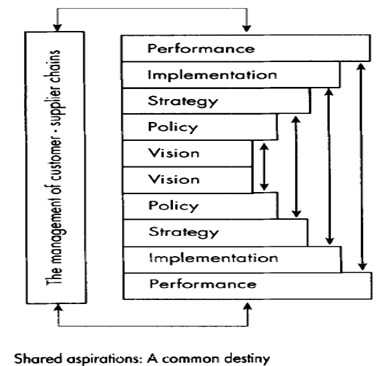 The management of customer - supplier chains
Performance
Implementation
Strategy
Policy
Vision
Vision
Policy
Strategy
Implementation
Performance
Shared aspirations: A common destiny